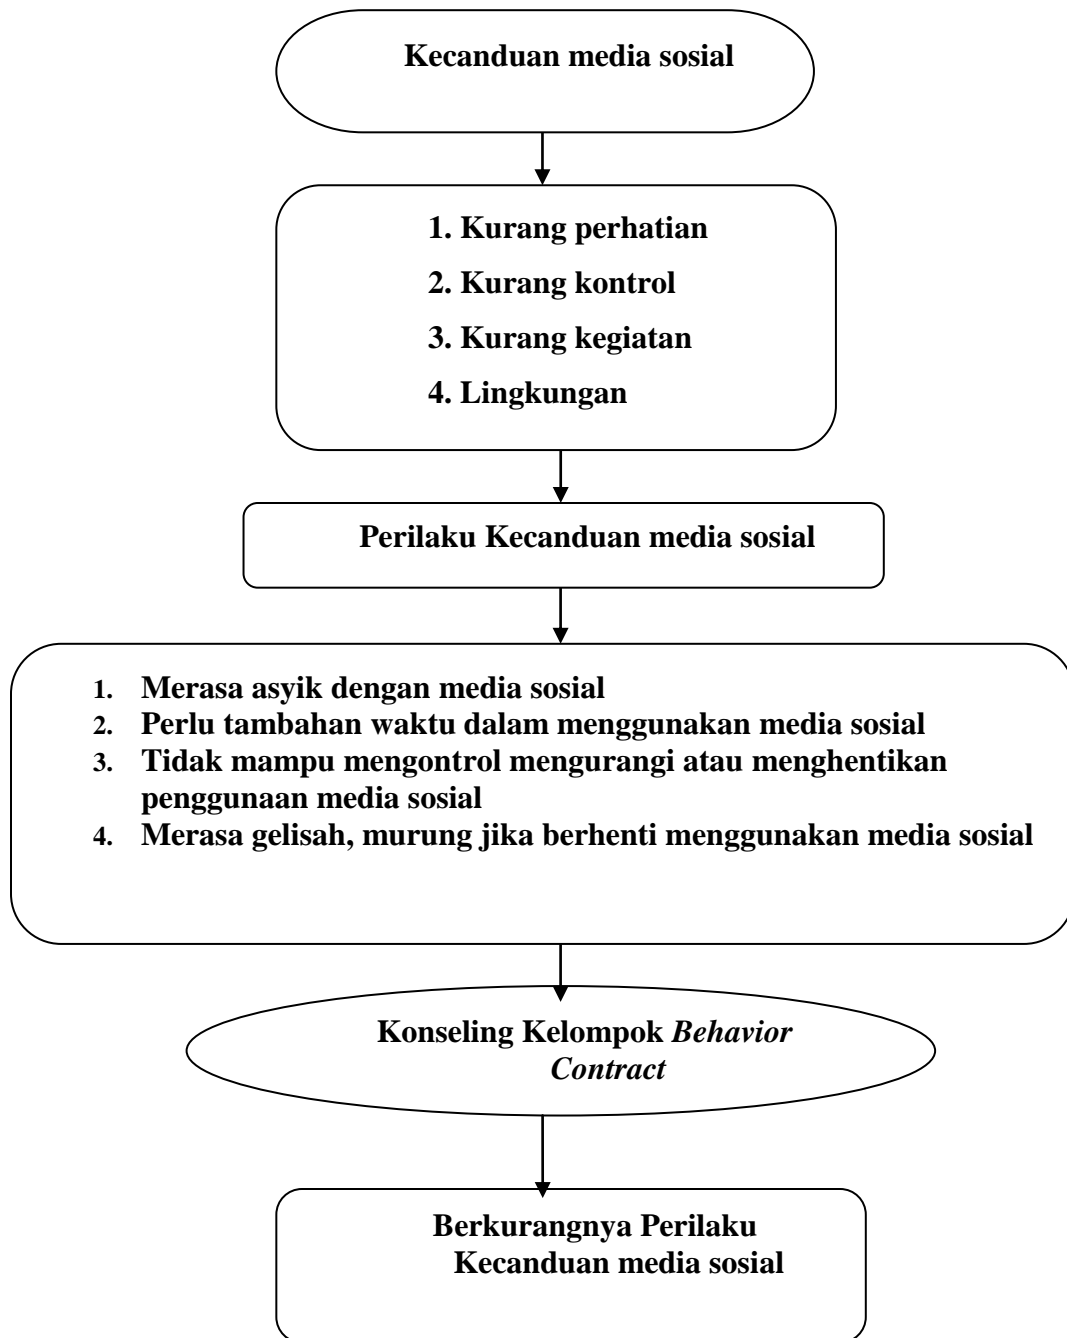 Kecanduan media sosial
1. Kurang perhatian
2. Kurang kontrol
3. Kurang kegiatan
4. Lingkungan
Perilaku Kecanduan media sosial
1. Merasa asyik dengan media sosial
2. Perlu tambahan waktu dalam menggunakan media sosial
3. Tidak mampu mengontrol mengurangi atau menghentikan
penggunaan media sosial
4. Merasa gelisah, murung jika berhenti menggunakan media sosial
Konseling Kelompok Behavior
Contract
Berkurangnya Perilaku
Kecanduan media sosial